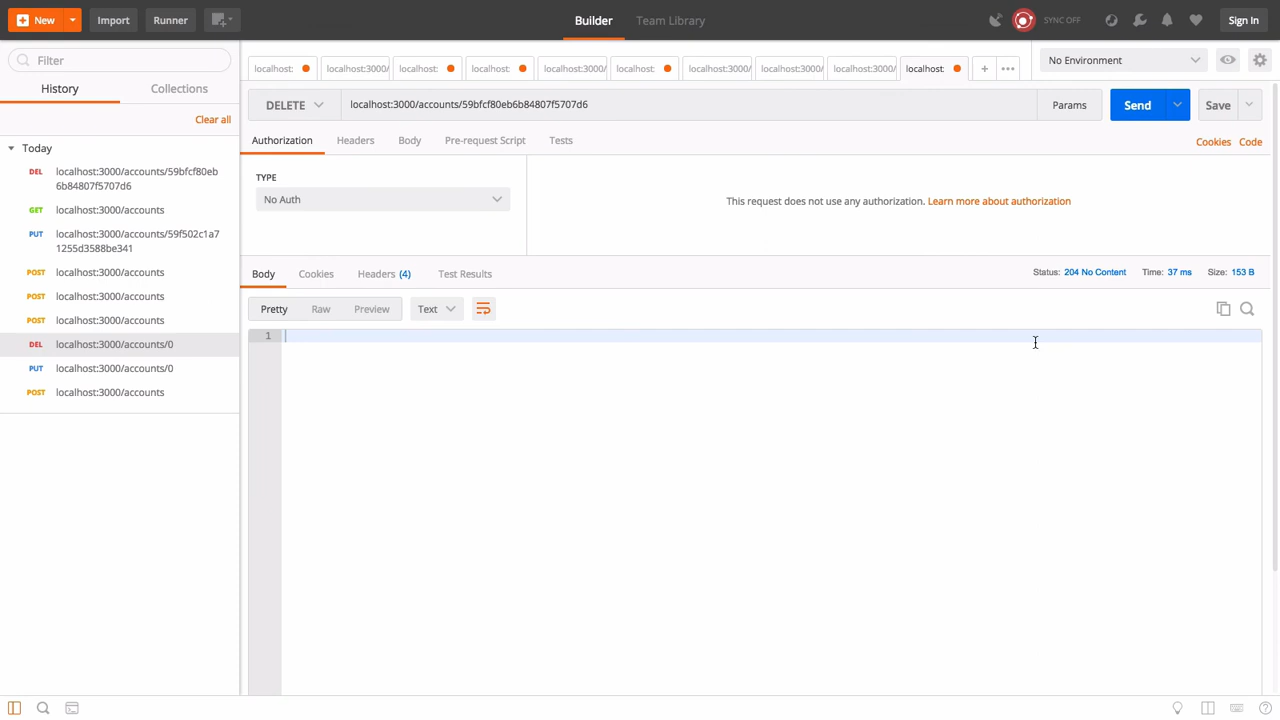 New
Import
Runner
Builder
Team Library
SYNC OFF
Sign In
Filter
History
Collections
Clear all
Today
DEL localhost:3000/accounts/59bfcf80eb
6b84807f5707d6
GET localhost:3000/accounts
PUT localhost:3000/accounts/59f502c1a7
1255d3588be341
POST localhost:3000/accounts
POST localhost:3000/accounts
POST localhost:3000/accounts
DEL localhost:3000/accounts/0
PUT localhost:3000/accounts/0
POST localhost:3000/accounts
localhost: localhost:3000/ localhost: localhost: localhost:3000/ localhost: localhost:3000/ localhost:3000/ localhost:3000/ localhost:
No Environment
DELETE localhost:3000/accounts/59bfcf80eb6b84807f5707d6 Params Send Save
Authorization Headers Body Pre-request Script Tests Cookies Code
TYPE
No Auth
This request does not use any authorization. Learn more about authorization
Body Cookies Headers (4) Test Results Status: 204 No Content Time: 37 ms Size: 153 B
Pretty Raw Preview Text
1